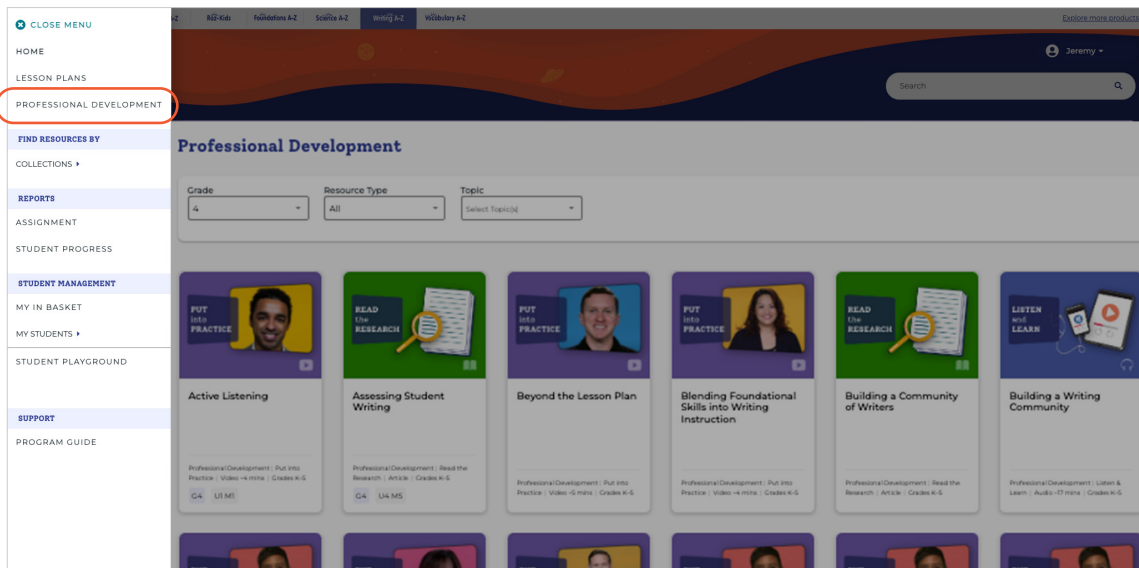 CLOSE MENU
HOME
LESSON PLANS
PROFESSIONAL DEVELOPMENT
FIND RESOURCES BY
COLLECTIONS
REPORTS
ASSIGNMENT
STUDENT PROGRESS
STUDENT MANAGEMENT
MY IN BASKET
MY STUDENTS
STUDENT PLAYGROUND
SUPPORT
PROGRAM GUIDE
-Z Raz-Kids Foundations A-Z Science A-Z Writing A-Z Vocabulary A-Z Explore more products
Jeremy
Search
Professional Development
Grade Resource Type Topic
4 All Select Topic(s)
PUT
into
PRACTICE
READ
the
RESEARCH
PUT
into
PRACTICE
PUT
into
PRACTICE
READ
the
RESEARCH
LISTEN
and
LEARN
Active Listening
Assessing Student
Writing
Beyond the Lesson Plan
Blending Foundational
Skills into Writing
Instruction
Building a Community
of Writers
Building a Writing
Community
Professional Development | Put into
Practice | Video ~4 mins | Grades K-5
G4 U1 M1
Professional Development | Read the
Research | Article | Grades K-5
G4 U4 M5
Professional Development | Put into
Practice | Video ~5 mins | Grades K-5
Professional Development | Put into
Practice | Video ~4 mins | Grades K-5
Professional Development | Read the
Research | Article | Grades K-5
Professional Development | Listen &
Learn | Audio ~17 mins | Grades K-5